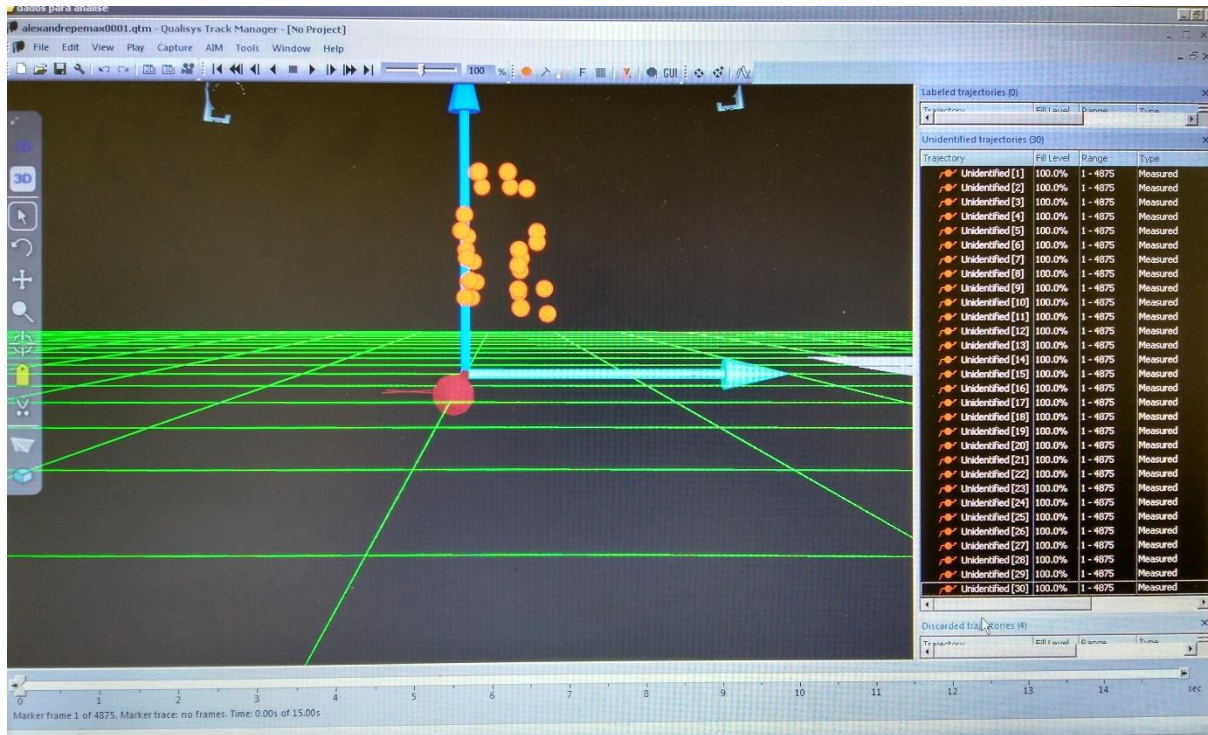 dados para analise
alexandrepemax0001.qtm - Qualisys Track Manager - [No Project]
File Edit View Play Capture AIM Tools Window Help
2D 3D 100 % F GUI
Labeled trajectories (0)
Trajectory Fill Level Range Type
Unidentified trajectories (30)
Trajectory Fill Level Range Type
Unidentified [1] 100.0% 1 - 4875 Measured
Unidentified [2] 100.0% 1 - 4875 Measured
Unidentified [3] 100.0% 1 - 4875 Measured
Unidentified [4] 100.0% 1 - 4875 Measured
Unidentified [5] 100.0% 1 - 4875 Measured
Unidentified [6] 100.0% 1 - 4875 Measured
Unidentified [7] 100.0% 1 - 4875 Measured
Unidentified [8] 100.0% 1 - 4875 Measured
Unidentified [9] 100.0% 1 - 4875 Measured
Unidentified [10] 100.0% 1 - 4875 Measured
Unidentified [11] 100.0% 1 - 4875 Measured
Unidentified [12] 100.0% 1 - 4875 Measured
Unidentified [13] 100.0% 1 - 4875 Measured
Unidentified [14] 100.0% 1 - 4875 Measured
Unidentified [15] 100.0% 1 - 4875 Measured
Unidentified [16] 100.0% 1 - 4875 Measured
Unidentified [17] 100.0% 1 - 4875 Measured
Unidentified [18] 100.0% 1 - 4875 Measured
Unidentified [19] 100.0% 1 - 4875 Measured
Unidentified [20] 100.0% 1 - 4875 Measured
Unidentified [21] 100.0% 1 - 4875 Measured
Unidentified [22] 100.0% 1 - 4875 Measured
Unidentified [23] 100.0% 1 - 4875 Measured
Unidentified [24] 100.0% 1 - 4875 Measured
Unidentified [25] 100.0% 1 - 4875 Measured
Unidentified [26] 100.0% 1 - 4875 Measured
Unidentified [27] 100.0% 1 - 4875 Measured
Unidentified [28] 100.0% 1 - 4875 Measured
Unidentified [29] 100.0% 1 - 4875 Measured
Unidentified [30] 100.0% 1 - 4875 Measured
Discarded trajectories (4)
Trajectory Fill Level Range Type
2D
3D
0 1 2 3 4 5 6 7 8 9 10 11 12 13 14 sec
Marker frame 1 of 4875. Marker trace: no frames. Time: 0.00s of 15.00s